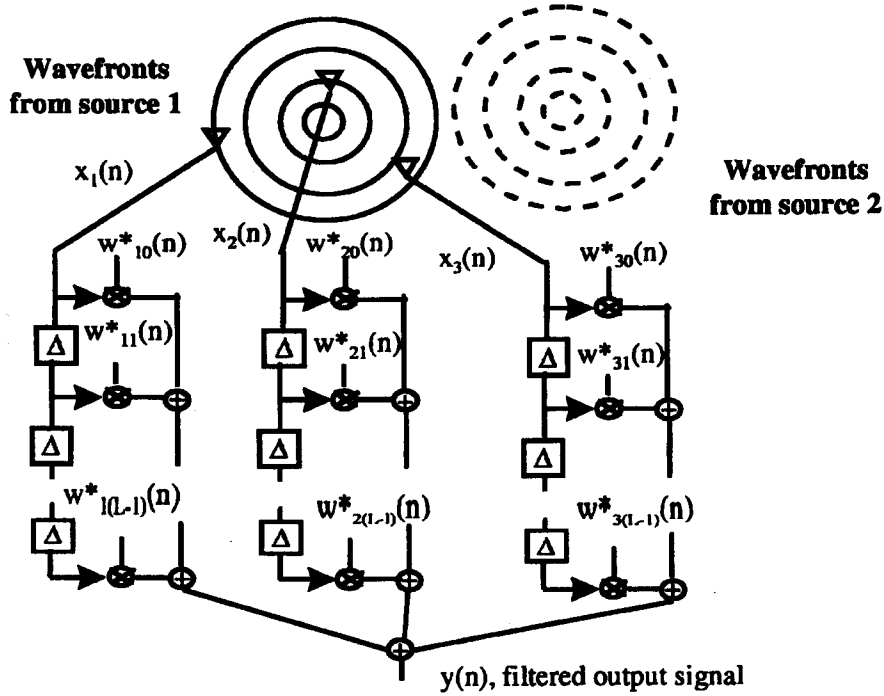 Wavefronts
from source 1
Wavefronts
from source 2
x₁(n)
x₂(n)
x₃(n)
w*₁₀(n)
w*₂₀(n)
w*₃₀(n)
Δ
w*₁₁(n)
Δ
w*₂₁(n)
Δ
w*₃₁(n)
Δ
Δ
Δ
w*₁₍L₋₁₎(n)
w*₂₍L₋₁₎(n)
w*₃₍L₋₁₎(n)
Δ
Δ
Δ
y(n), filtered output signal